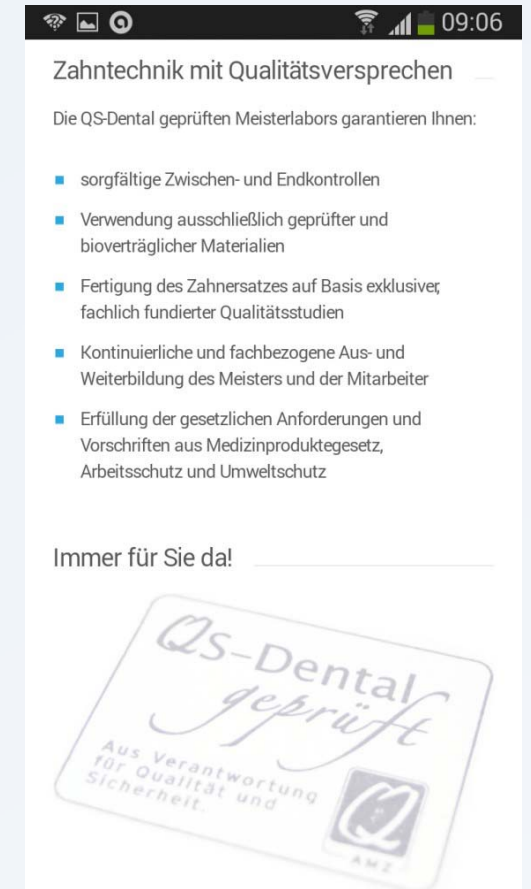 09:06
Zahntechnik mit Qualitätsversprechen
Die QS-Dental geprüften Meisterlabors garantieren Ihnen:
sorgfältige Zwischen- und Endkontrollen
Verwendung ausschließlich geprüfter und
bioverträglicher Materialien
Fertigung des Zahnersatzes auf Basis exklusiver,
fachlich fundierter Qualitätsstudien
Kontinuierliche und fachbezogene Aus- und
Weiterbildung des Meisters und der Mitarbeiter
Erfüllung der gesetzlichen Anforderungen und
Vorschriften aus Medizinproduktegesetz,
Arbeitsschutz und Umweltschutz
Immer für Sie da!
QS-Dental
geprüft
Aus Verantwortung
für Qualität und
Sicherheit.
Q
AMZ